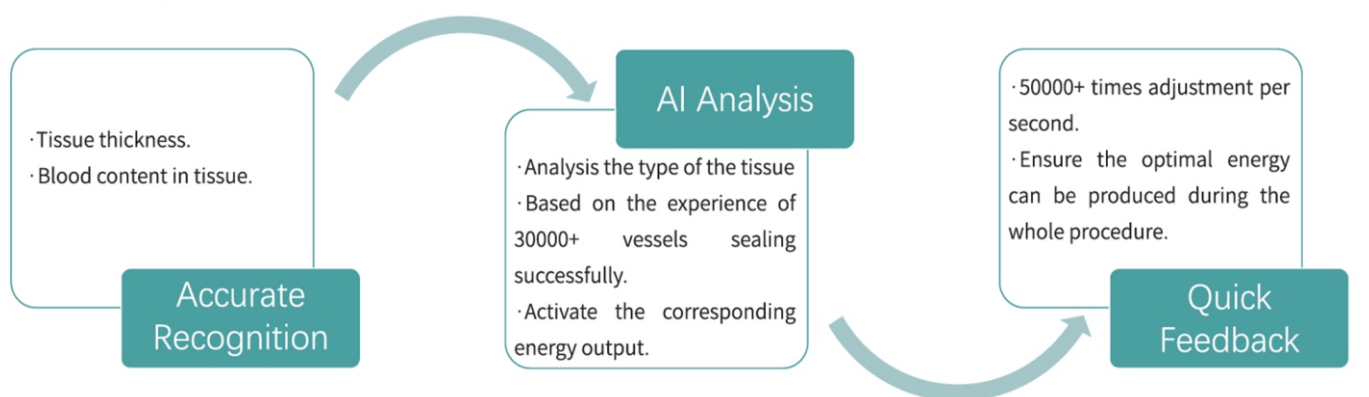 ·Tissue thickness.
·Blood content in tissue.
Accurate
Recognition
AI Analysis
·Analysis the type of the tissue
·Based on the experience of
30000+ vessels sealing
successfully.
·Activate the corresponding
energy output.
·50000+ times adjustment per
second.
·Ensure the optimal energy
can be produced during the
whole procedure.
Quick
Feedback